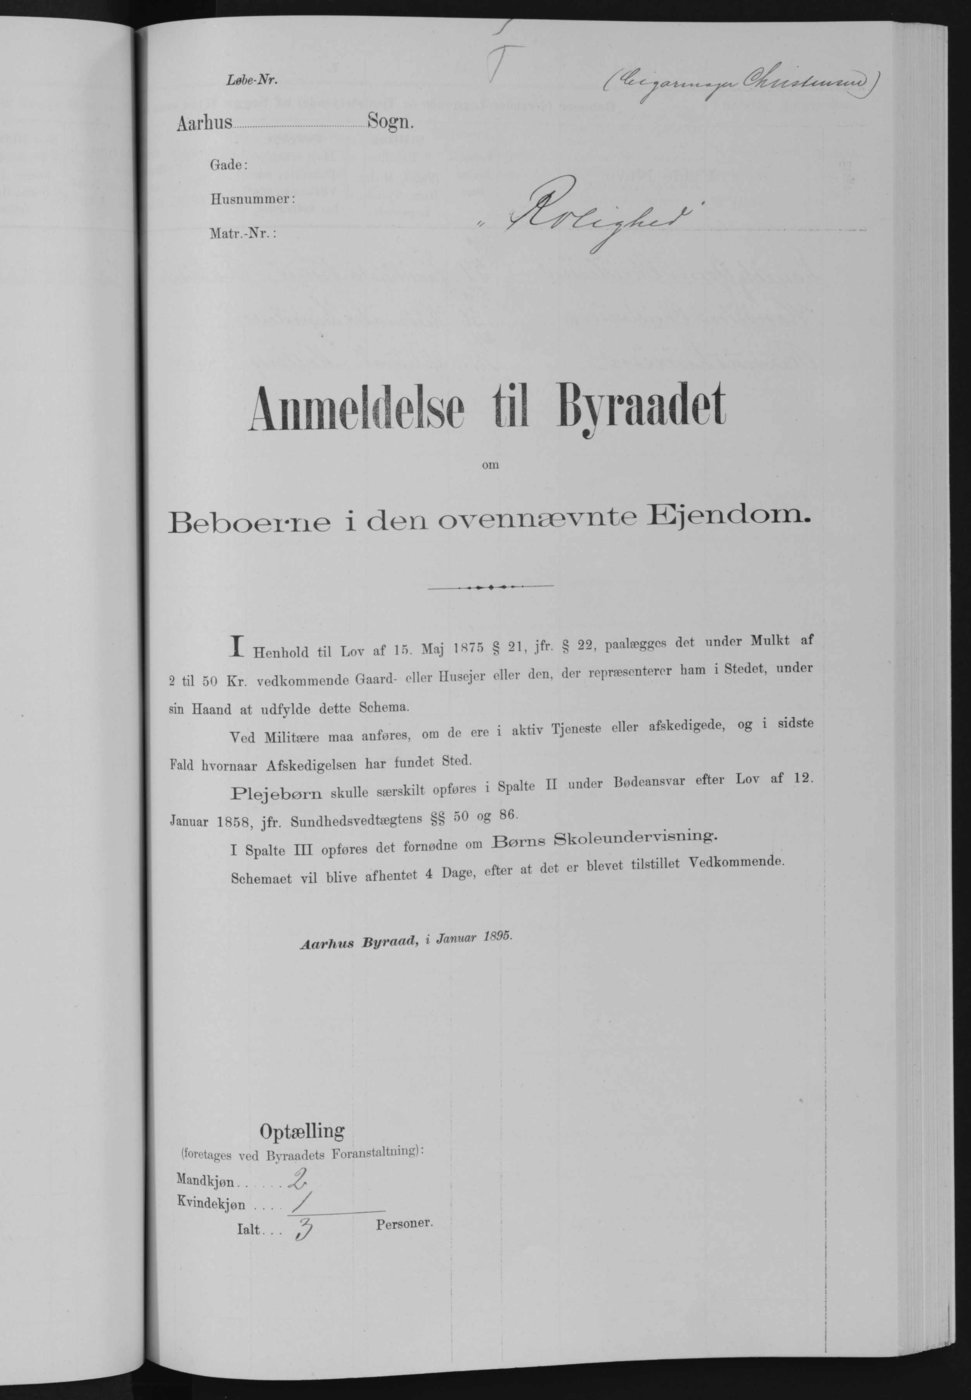 T
Løbe-Nr.
(Cigarmager Christensen)
Aarhus Sogn.
Gade:
Husnummer:
Matr.-Nr.:
„Rolighed"
Anmeldelse til Byraadet
om
Beboerne i den ovennævnte Ejendom.
I Henhold til Lov af 15. Maj 1875 § 21, jfr. § 22, paalægges det under Mulkt af
2 til 50 Kr. vedkommende Gaard- eller Husejer eller den, der repræsenterer ham i Stedet, under
sin Haand at udfylde dette Schema.
Ved Militære maa anføres, om de ere i aktiv Tjeneste eller afskedigede, og i sidste
Fald hvornaar Afskedigelsen har fundet Sted.
Plejebørn skulle særskilt opføres i Spalte II under Bødeansvar efter Lov af 12.
Januar 1858, jfr. Sundhedsvedtægtens §§ 50 og 86.
I Spalte III opføres det fornødne om Børns Skoleundervisning.
Schemaet vil blive afhentet 4 Dage, efter at det er blevet tilstillet Vedkommende.
Aarhus Byraad, i Januar 1895.
Optælling
(foretages ved Byraadets Foranstaltning):
Mandkjøn...... 2
Kvindekjøn .... 1
Ialt... 3 Personer.